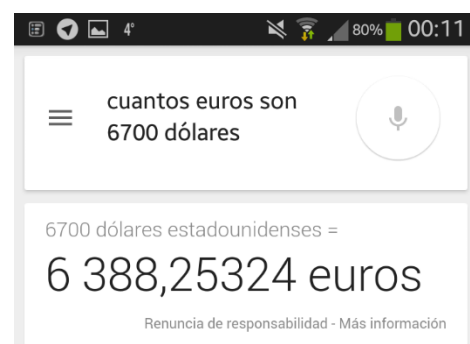 4° 80% 00:11
cuantos euros son
6700 dólares
6700 dólares estadounidenses =
6 388,25324 euros
Renuncia de responsabilidad - Más información